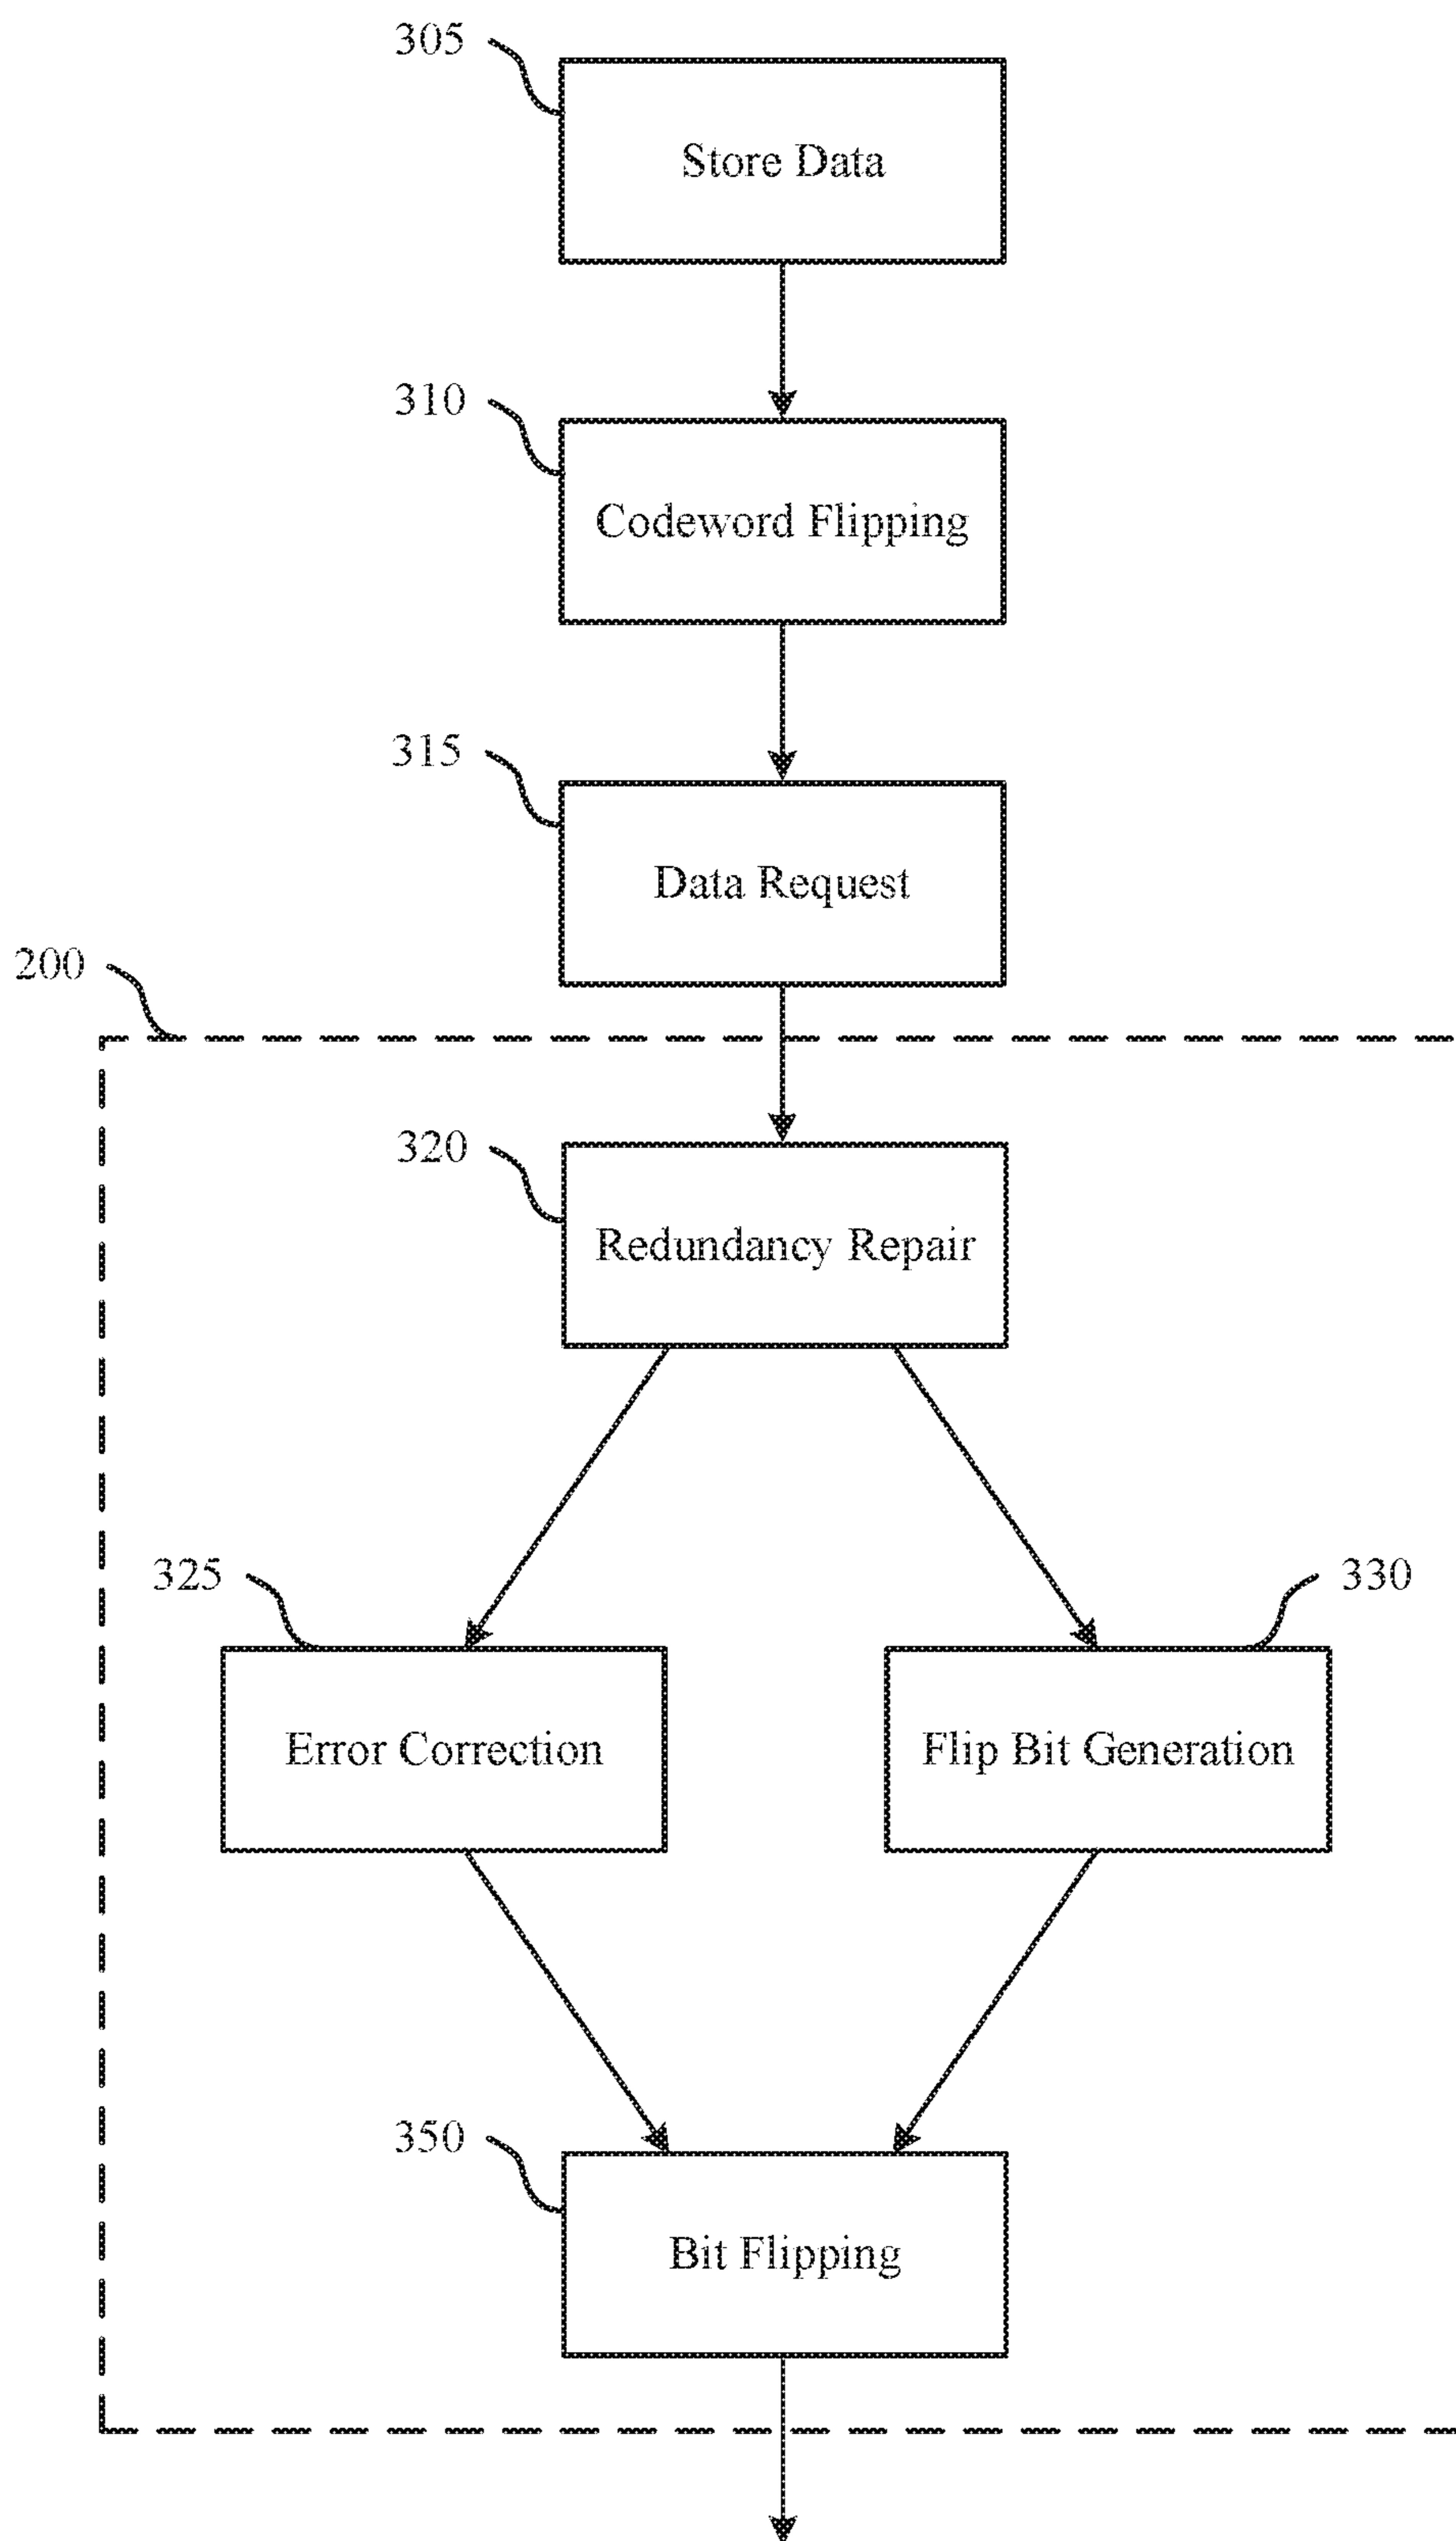 305
Store Data
310
Codeword Flipping
315
Data Request
200
320
Redundancy Repair
325
330
Error Correction
Flip Bit Generation
350
Bit Flipping